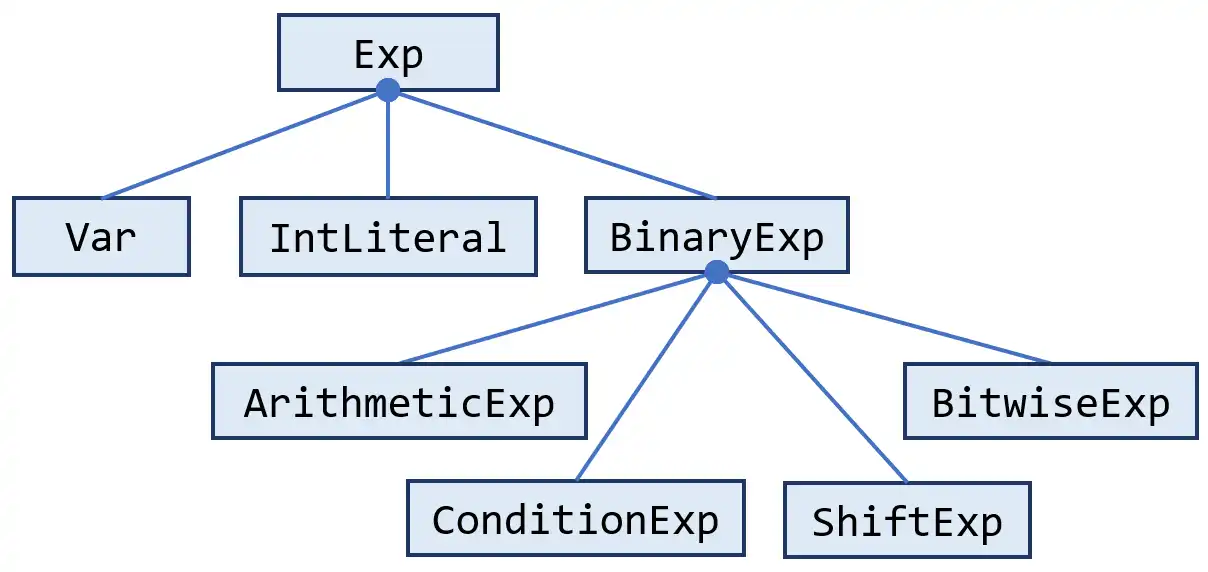 Exp
Var
IntLiteral
BinaryExp
ArithmeticExp
BitwiseExp
ConditionExp
ShiftExp